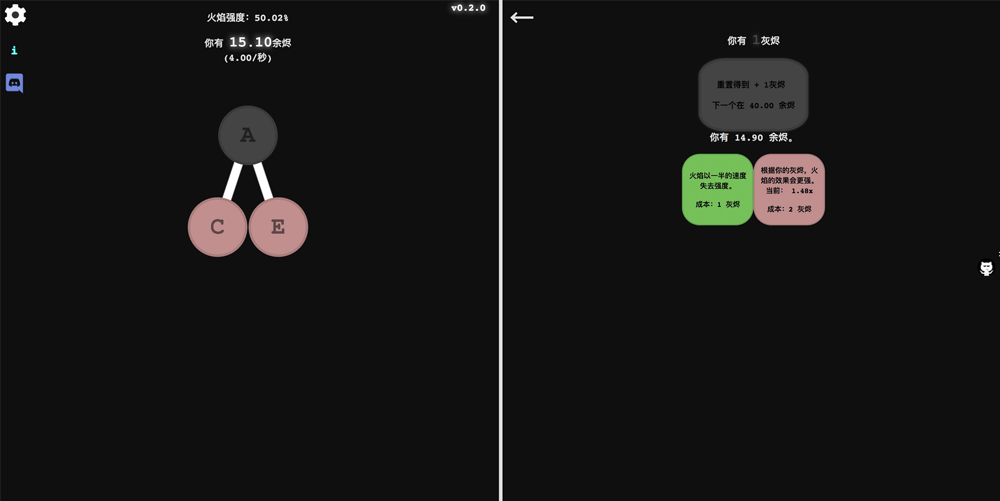 火焰强度: 50.02%
v0.2.0
i
你有 15.10余烬
(4.00/秒)
A
C
E
你有 1灰烬
重置得到 + 1灰烬
下一个在 40.00 余烬
你有 14.90 余烬。
火焰以一半的速度
失去强度。
成本: 1 灰烬
根据你的灰烬，火
焰的效果会更强。
当前: 1.48x
成本: 2 灰烬